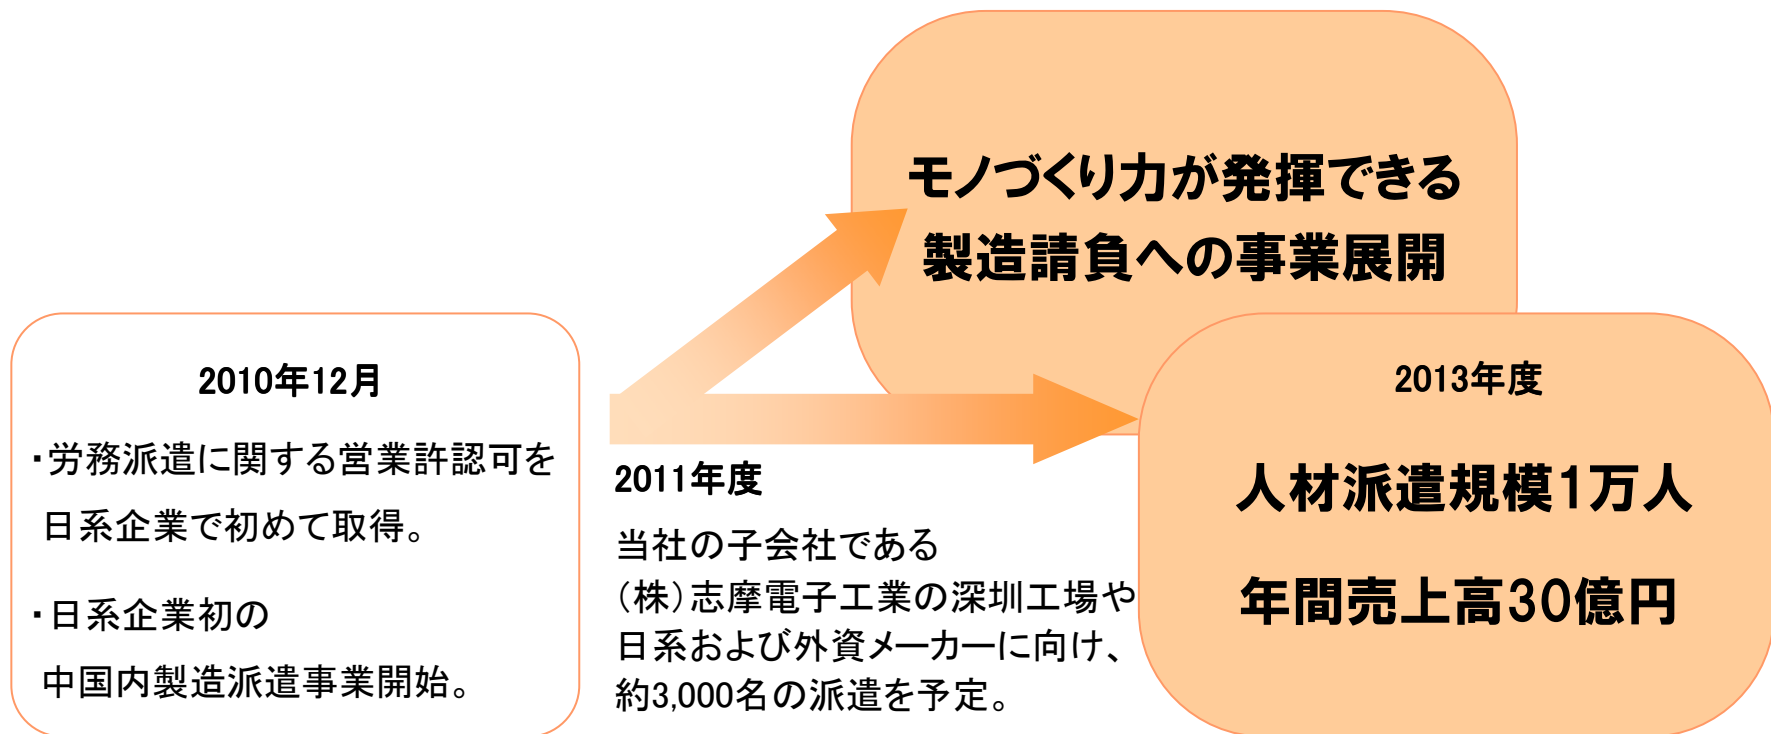 モノづくり力が発揮できる
製造請負への事業展開
2010年12月
・労務派遣に関する営業許認可を
日系企業で初めて取得。
・日系企業初の
中国内製造派遣事業開始。
2011年度
当社の子会社である
（株）志摩電子工業の深圳工場や
日系および外資メーカーに向け、
約3,000名の派遣を予定。
2013年度
人材派遣規模1万人
年間売上高30億円